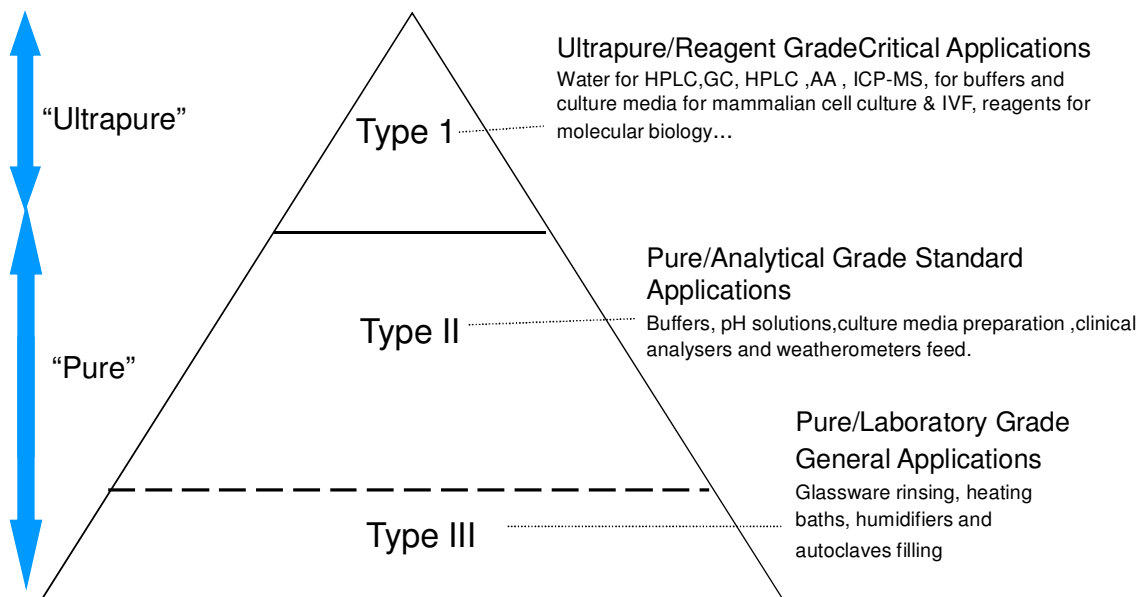 Ultrapure/Reagent GradeCritical Applications
Water for HPLC,GC, HPLC ,AA , ICP-MS, for buffers and
culture media for mammalian cell culture & IVF, reagents for
molecular biology…
“Ultrapure”
Type 1
Pure/Analytical Grade Standard
Applications
Buffers, pH solutions,culture media preparation ,clinical
analysers and weatherometers feed.
Type II
“Pure”
Pure/Laboratory Grade
General Applications
Glassware rinsing, heating
baths, humidifiers and
autoclaves filling
Type III